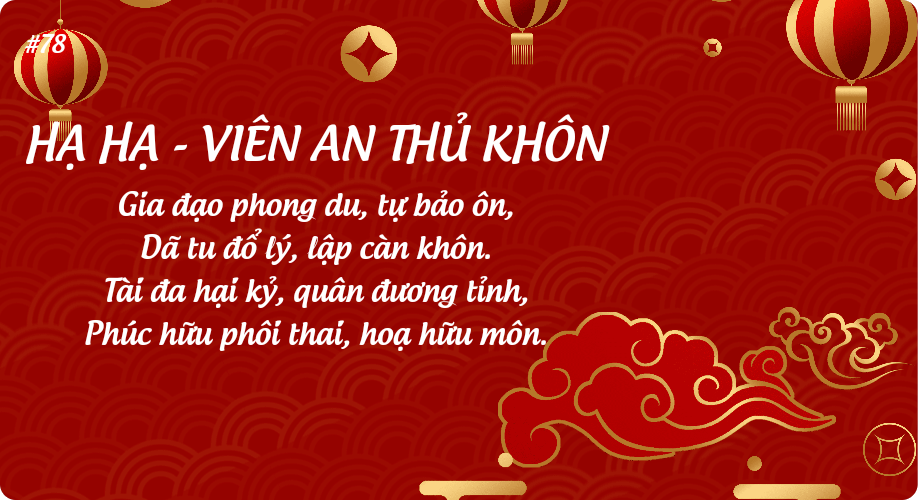 #78
HẠ HẠ - VIÊN AN THỦ KHÔN
Gia đạo phong du, tự bảo ôn,
Dã tu đổ lý, lập càn khôn.
Tài đa hại kỷ, quân đương tỉnh,
Phúc hữu phôi thai, hoạ hữu môn.